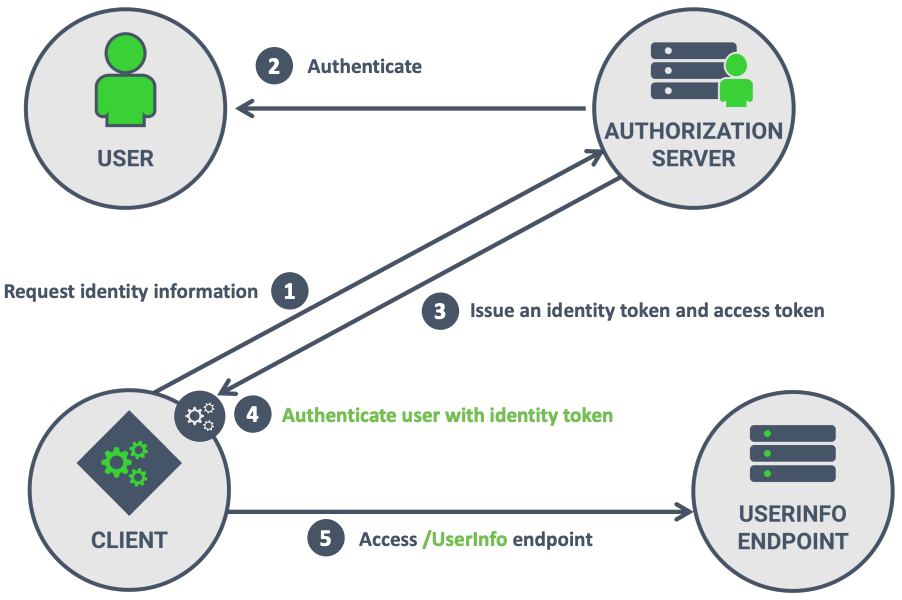 2 Authenticate
USER
AUTHORIZATION
SERVER
Request identity information 1
3 Issue an identity token and access token
4 Authenticate user with identity token
CLIENT
5 Access /UserInfo endpoint
USERINFO
ENDPOINT